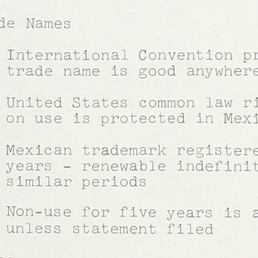 de Names
International Convention pr
trade name is good anywhere
United States common law ri
on use is protected in Mexi
Mexican trademark registere
years - renewable indefinit
similar periods
Non-use for five years is a
unless statement filed